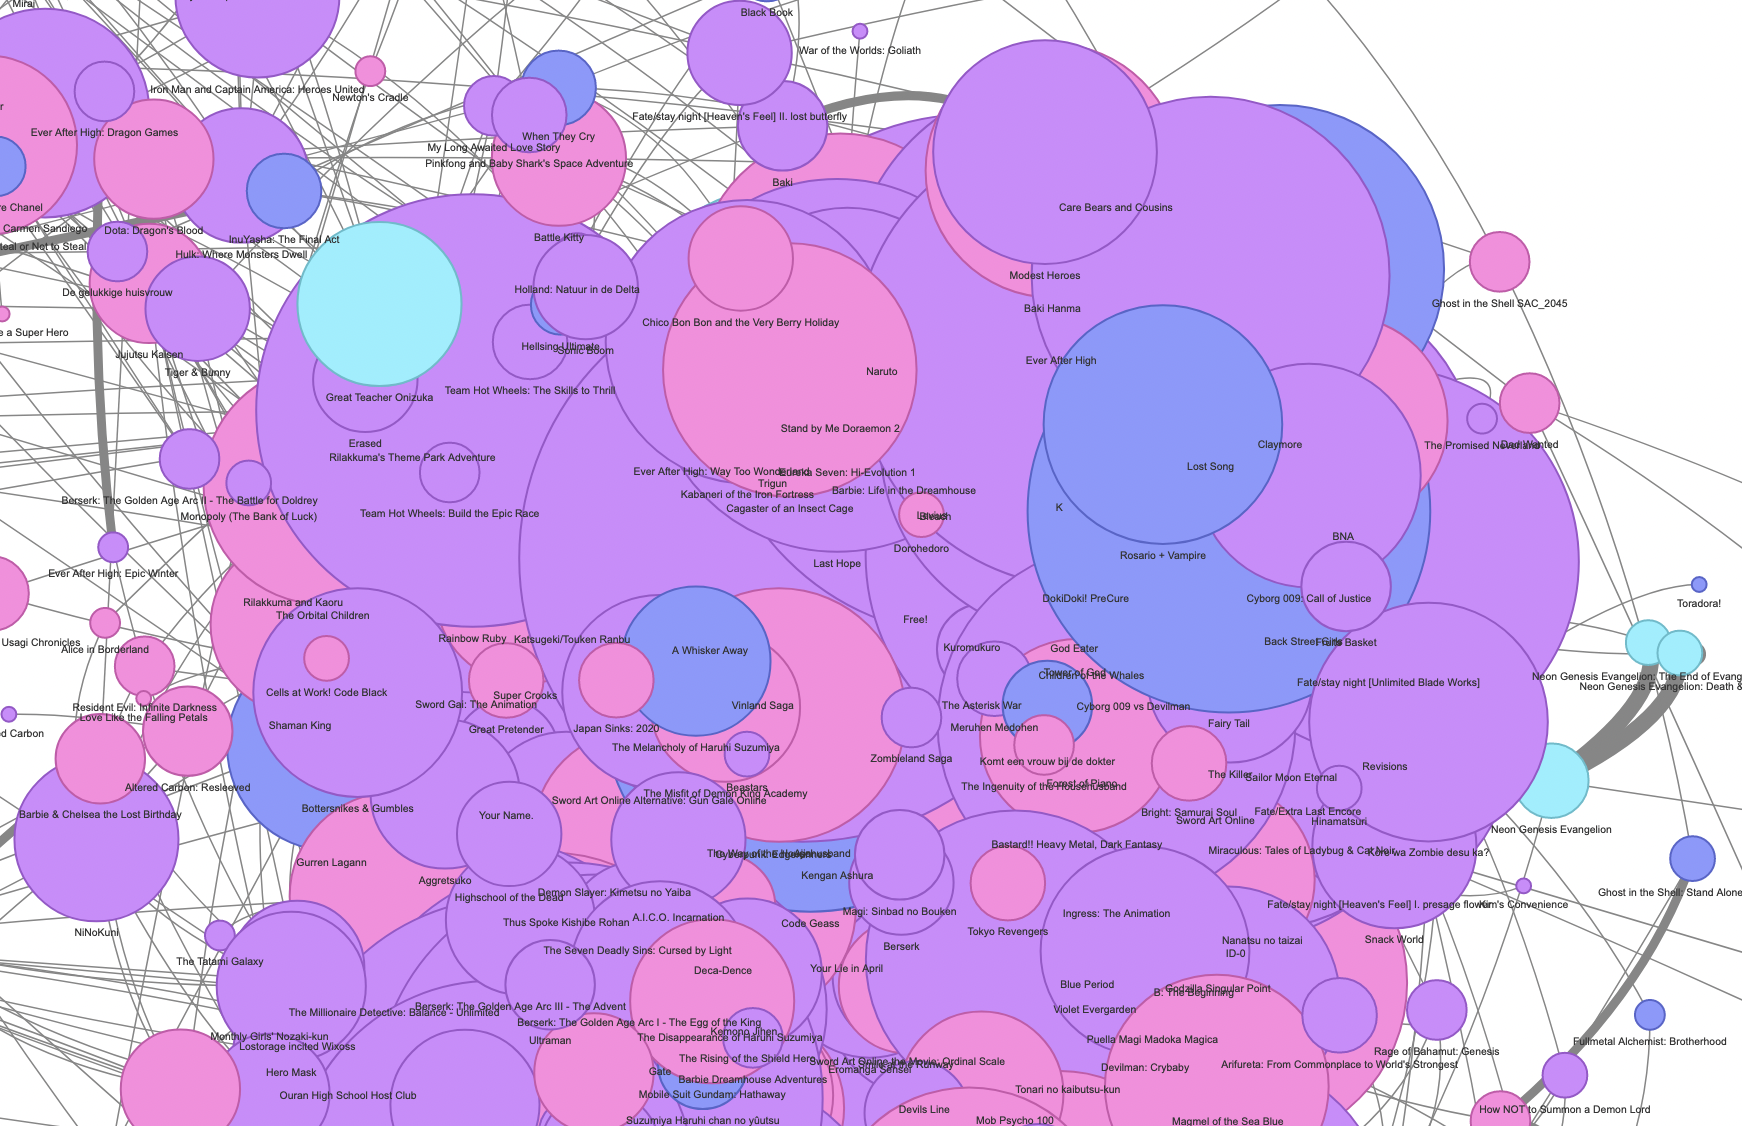 Miraj
Black Book
War of the Worlds: Goliath
Iron Man and Captain America: Heroes United
Newton's Cradle
Fate/stay night [Heaven's Feel] II. lost butterfly
Ever After High: Dragon Games
When They Cry
My Long Awaited Love Story
Pinkfong and Baby Shark's Space Adventure
Baki
re Chanel
Care Bears and Cousins
Carmen Sandiego
Dota: Dragon's Blood
InuYasha: The Final Act
Battle Kitty
teal or Not to Steal
Hulk: Where Monsters Dwell
Modest Heroes
De gelukkige huisvrouw
Holland: Natuur in de Delta
Ghost in the Shell SAC_2045
Baki Hanma
Chico Bon Bon and the Very Berry Holiday
e a Super Hero
Hellsing Ultimate
Sonic Boom
Jujutsu Kaisen
Ever After High
Tiger & Bunny
Naruto
Team Hot Wheels: The Skills to Thrill
Great Teacher Onizuka
Stand by Me Doraemon 2
Erased
Claymore
The Promised Neverland
Dad Wanted
Rilakkuma's Theme Park Adventure
Lost Song
Ever After High: Way Too Wonderland
Eureka Seven: Hi-Evolution 1
Trigun
Barbie: Life in the Dreamhouse
Kabaneri of the Iron Fortress
Berserk: The Golden Age Arc II - The Battle for Doldrey
Cagaster of an Insect Cage
K
Monopoly (The Bank of Luck)
Team Hot Wheels: Build the Epic Race
Levius
Bleach
BNA
Dorohedoro
Rosario + Vampire
Last Hope
Ever After High: Epic Winter
DokiDoki! PreCure
Cyborg 009: Call of Justice
Toradora!
Rilakkuma and Kaoru
The Orbital Children
Free!
Usagi Chronicles
Rainbow Ruby
Katsugeki/Touken Ranbu
Back Street Girls
Fruits Basket
Alice in Borderland
A Whisker Away
Kuromukuro
God Eater
Tower of God
Children of the Whales
Neon Genesis Evangelion: The End of Evang
Fate/stay night [Unlimited Blade Works]
Neon Genesis Evangelion: Death &
Cells at Work! Code Black
Super Crooks
Sword Gai: The Animation
Vinland Saga
The Asterisk War
Cyborg 009 vs Devilman
Resident Evil: Infinite Darkness
Love Like the Falling Petals
Shaman King
Great Pretender
Japan Sinks: 2020
Meruhen Medohen
Fairy Tail
d Carbon
The Melancholy of Haruhi Suzumiya
Zombieland Saga
Komt een vrouw bij de dokter
Revisions
The Killer
Sailor Moon Eternal
Altered Carbon: Resleeved
Beastars
The Misfit of Demon King Academy
The Ingenuity of the Househusband
Forest of Piano
Sword Art Online Alternative: Gun Gale Online
Bottersnikes & Gumbles
Bright: Samurai Soul
Fate/Extra Last Encore
Barbie & Chelsea the Lost Birthday
Your Name.
Sword Art Online
Hinamatsuri
Neon Genesis Evangelion
Bastard!! Heavy Metal, Dark Fantasy
The Way of the Househusband
Cyberpunk: Edgerunners
Miraculous: Tales of Ladybug & Cat Noir
Kore wa Zombie desu ka?
Gurren Lagann
Kengan Ashura
Aggretsuko
Demon Slayer: Kimetsu no Yaiba
Ghost in the Shell: Stand Alone
Highschool of the Dead
Fate/stay night [Heaven's Feel] I. presage flower
Kim's Convenience
Magi: Sinbad no Bouken
Ingress: The Animation
A.I.C.O. Incarnation
Thus Spoke Kishibe Rohan
Code Geass
NiNoKuni
Tokyo Revengers
Nanatsu no taizai
Snack World
Berserk
The Seven Deadly Sins: Cursed by Light
ID-0
The Tatami Galaxy
Deca-Dence
Your Lie in April
Blue Period
Godzilla Singular Point
B: The Beginning
Berserk: The Golden Age Arc III - The Advent
Violet Evergarden
The Millionaire Detective: Balance - Unlimited
Berserk: The Golden Age Arc I - The Egg of the King
Kemono Jihen
Monthly Girls' Nozaki-kun
The Disappearance of Haruhi Suzumiya
Ultraman
Puella Magi Madoka Magica
Fullmetal Alchemist: Brotherhood
Lostorage incited Wixoss
Rage of Bahamut: Genesis
The Rising of the Shield Hero
Sword Art Online the Movie: Ordinal Scale
Eromanga Sensei
Arifureta: From Commonplace to World's Strongest
Devilman: Crybaby
Hero Mask
Gate
Barbie Dreamhouse Adventures
Tonari no kaibutsu-kun
Ouran High School Host Club
Mobile Suit Gundam: Hathaway
Devils Line
How NOT to Summon a Demon Lord
Suzumiya Haruhi chan no yûutsu
Mob Psycho 100
Magmel of the Sea Blue